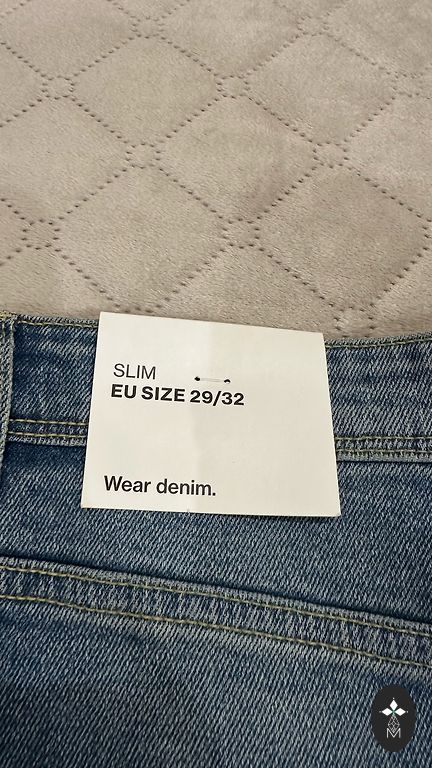 SLIM
EU SIZE 29/32
Wear denim.
M